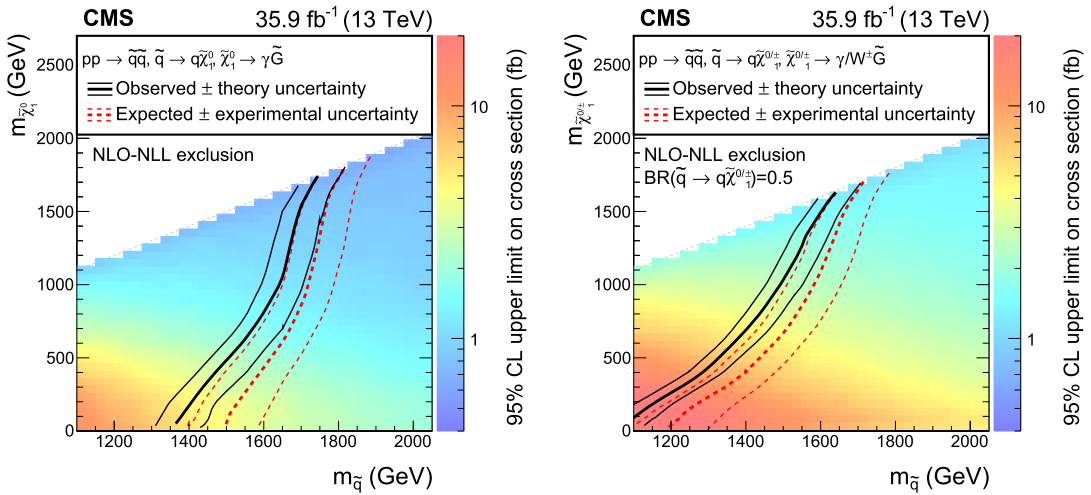 CMS 35.9 fb⁻¹ (13 TeV)
pp → q̃q̃, q̃ → qχ̃⁰₁, χ̃⁰₁ → γG̃
Observed ± theory uncertainty
Expected ± experimental uncertainty
NLO-NLL exclusion
m_χ̃⁰₁ (GeV)
2500
2000
1500
1000
500
0
1200 1400 1600 1800 2000
m_q̃ (GeV)
10
1
95% CL upper limit on cross section (fb)
CMS 35.9 fb⁻¹ (13 TeV)
pp → q̃q̃, q̃ → qχ̃⁰/±₁, χ̃⁰/±₁ → γ/W±G̃
Observed ± theory uncertainty
Expected ± experimental uncertainty
NLO-NLL exclusion
BR(q̃ → qχ̃⁰/±₁)=0.5
m_χ̃⁰/±₁ (GeV)
2500
2000
1500
1000
500
0
1200 1400 1600 1800 2000
m_q̃ (GeV)
10
1
95% CL upper limit on cross section (fb)